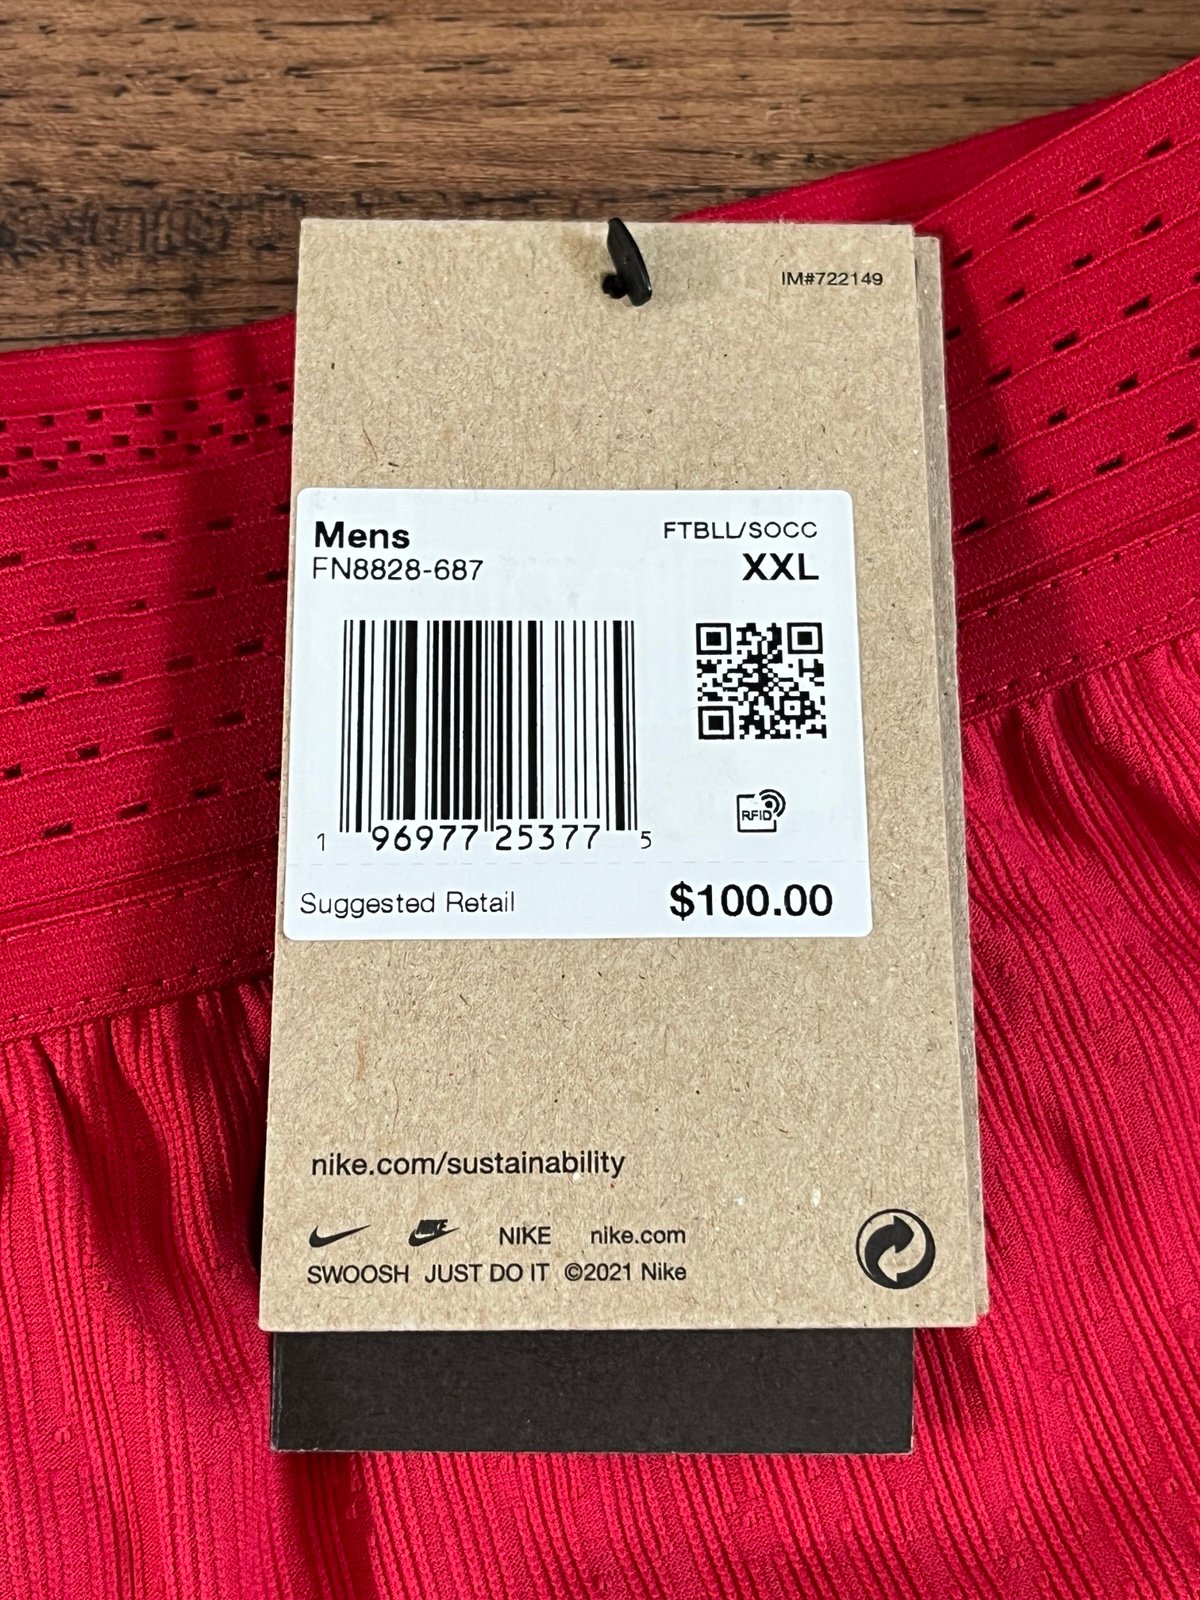 IM#722149
Mens
FTBLL/SOCC
FN8828-687
XXL
RFID
1 96977 25377 5
Suggested Retail
$100.00
nike.com/sustainability
NIKE NIKE nike.com
SWOOSH JUST DO IT ©2021 Nike